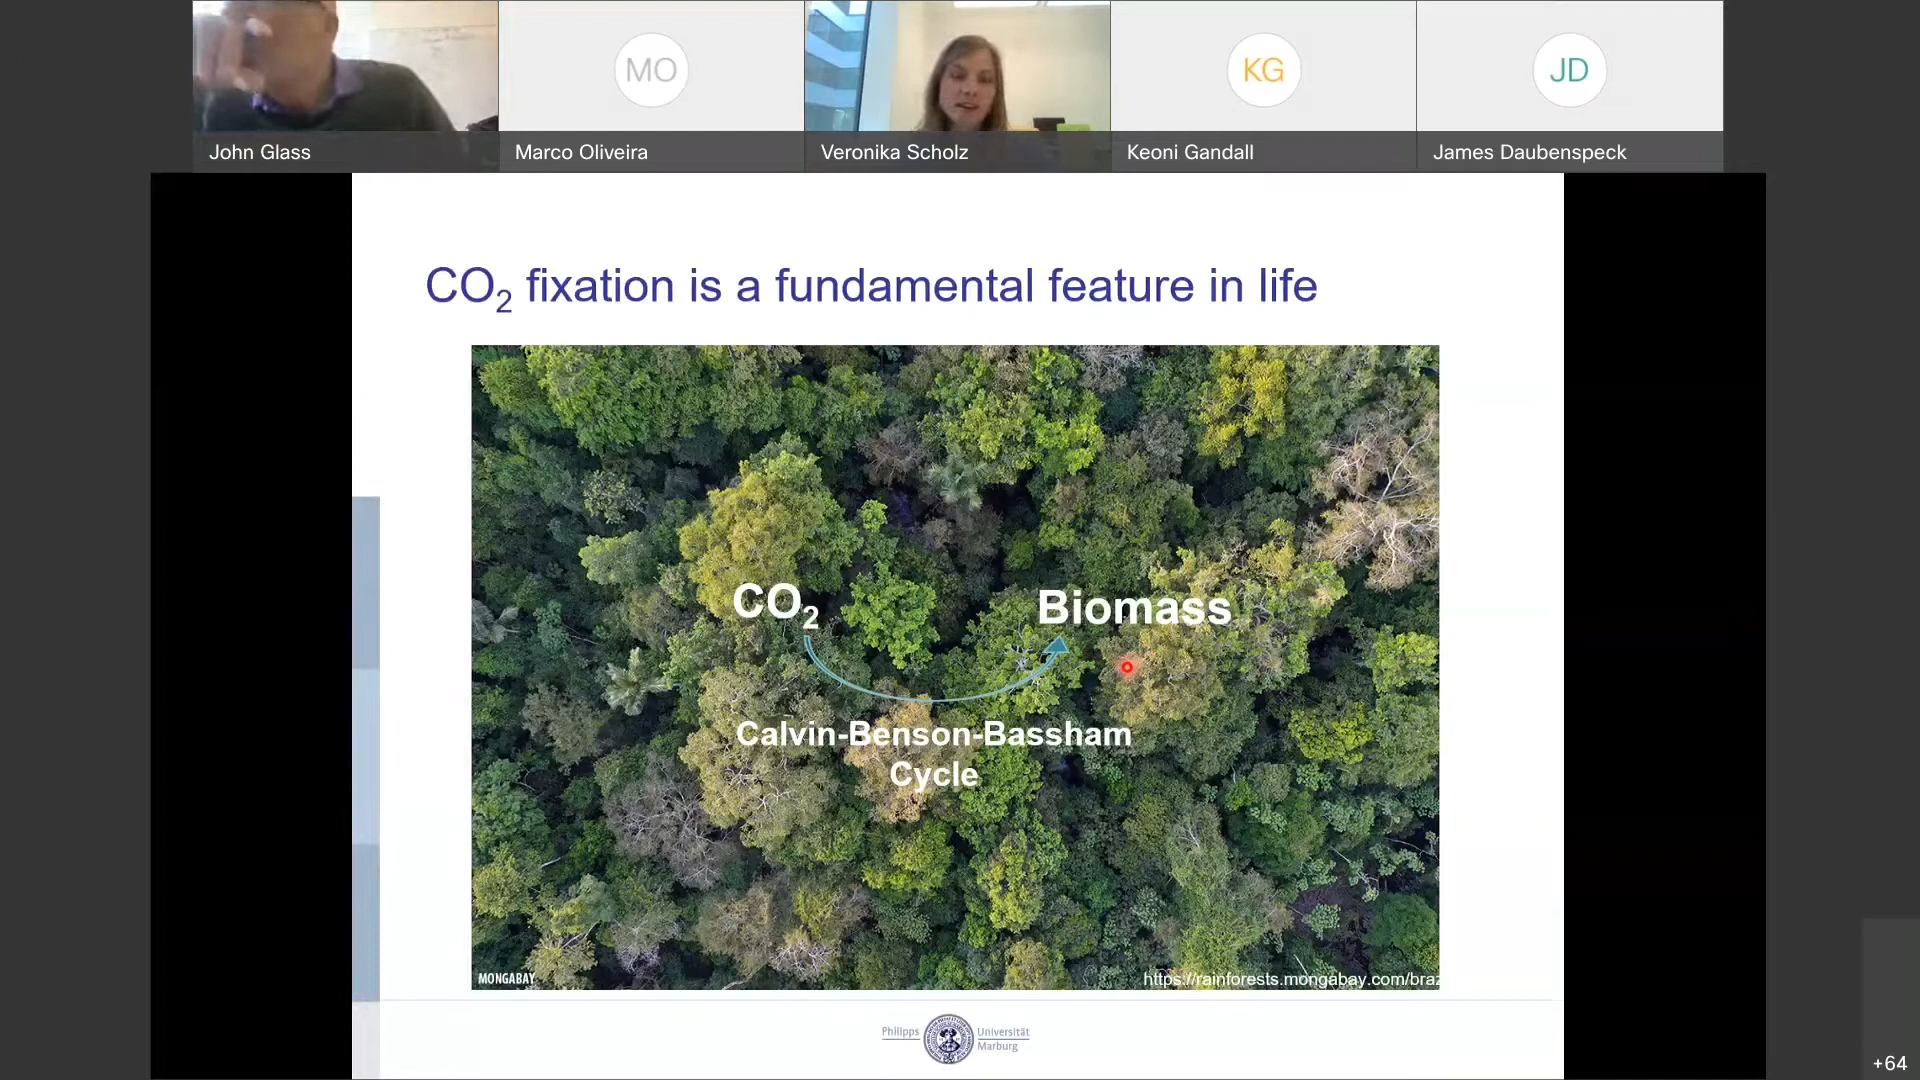 MO
KG
JD
John Glass
Marco Oliveira
Veronika Scholz
Keoni Gandall
James Daubenspeck
CO₂ fixation is a fundamental feature in life
CO₂
Biomass
Calvin-Benson-Bassham
Cycle
MONGABAY
https://rainforests.mongabay.com/braz
Philipps
Universität
Marburg
+64